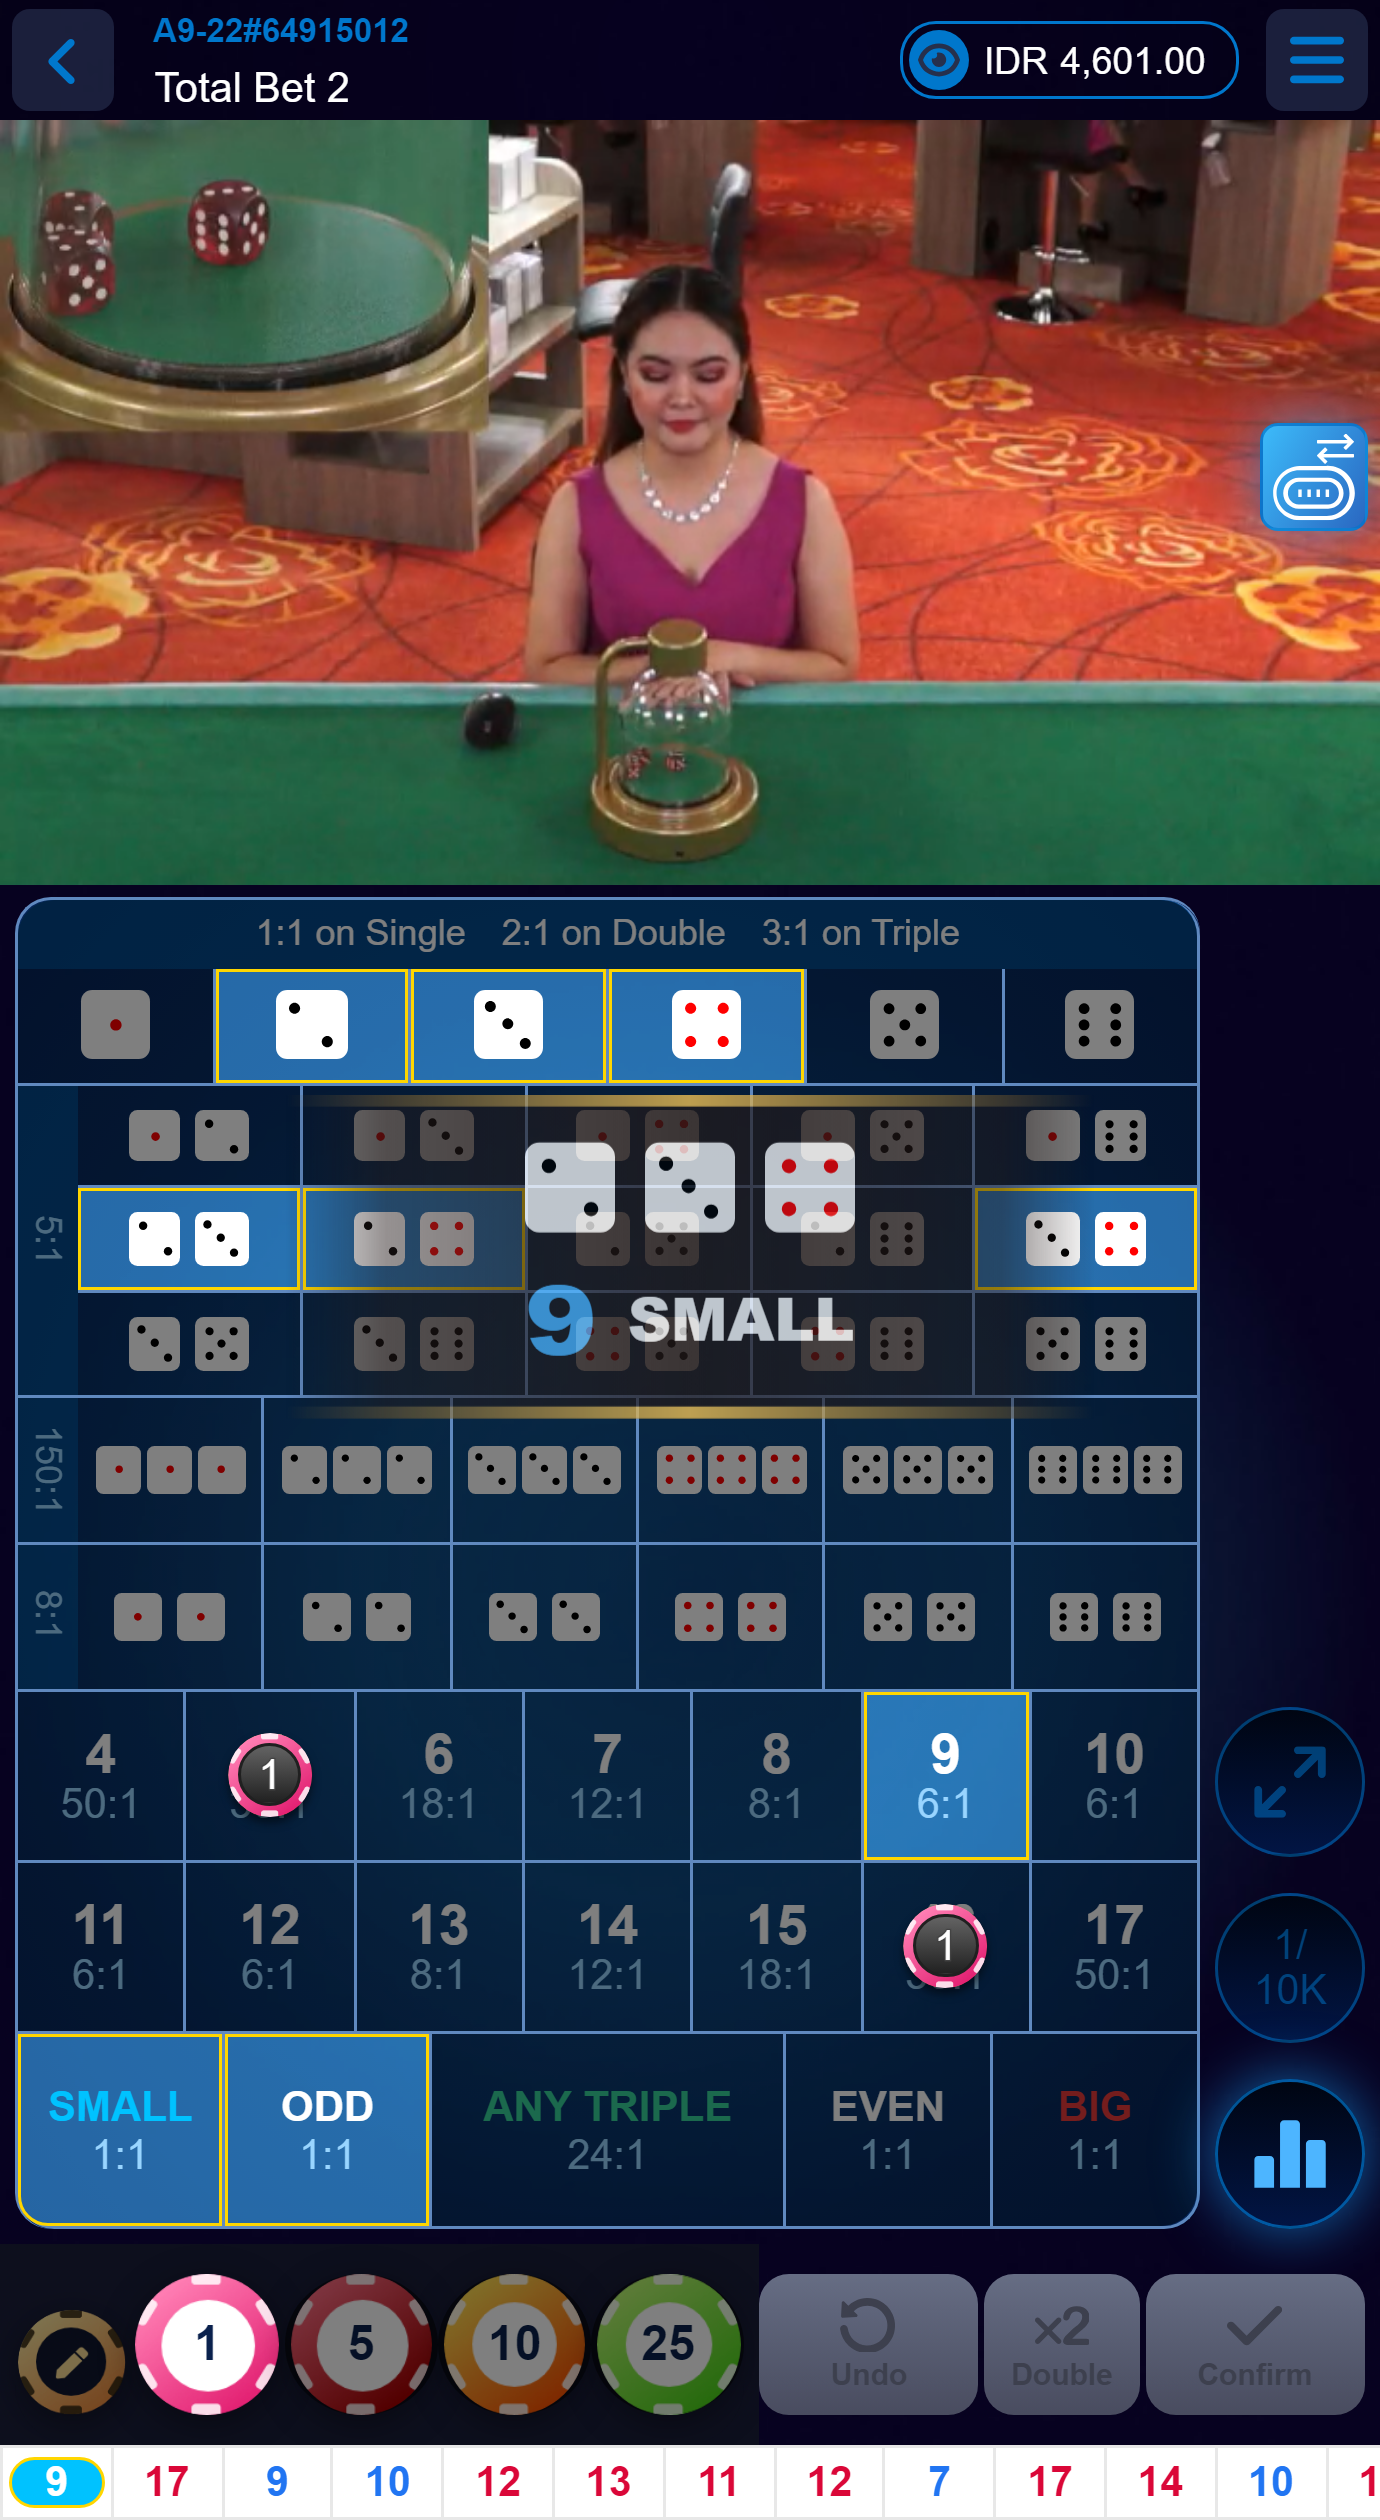 A9-22#64915012
Total Bet 2
IDR 4,601.00
1:1 on Single 2:1 on Double 3:1 on Triple
5:1
9 SMALL
150:1
8:1
4 1 6 7 8 9 10
50:1 18:1 12:1 8:1 6:1 6:1
11 12 13 14 15 1 17
6:1 6:1 8:1 12:1 18:1 50:1
1/
10K
SMALL ODD ANY TRIPLE EVEN BIG
1:1 1:1 24:1 1:1 1:1
1 5 10 25
x2
Undo Double Confirm
9 17 9 10 12 13 11 12 7 17 14 10